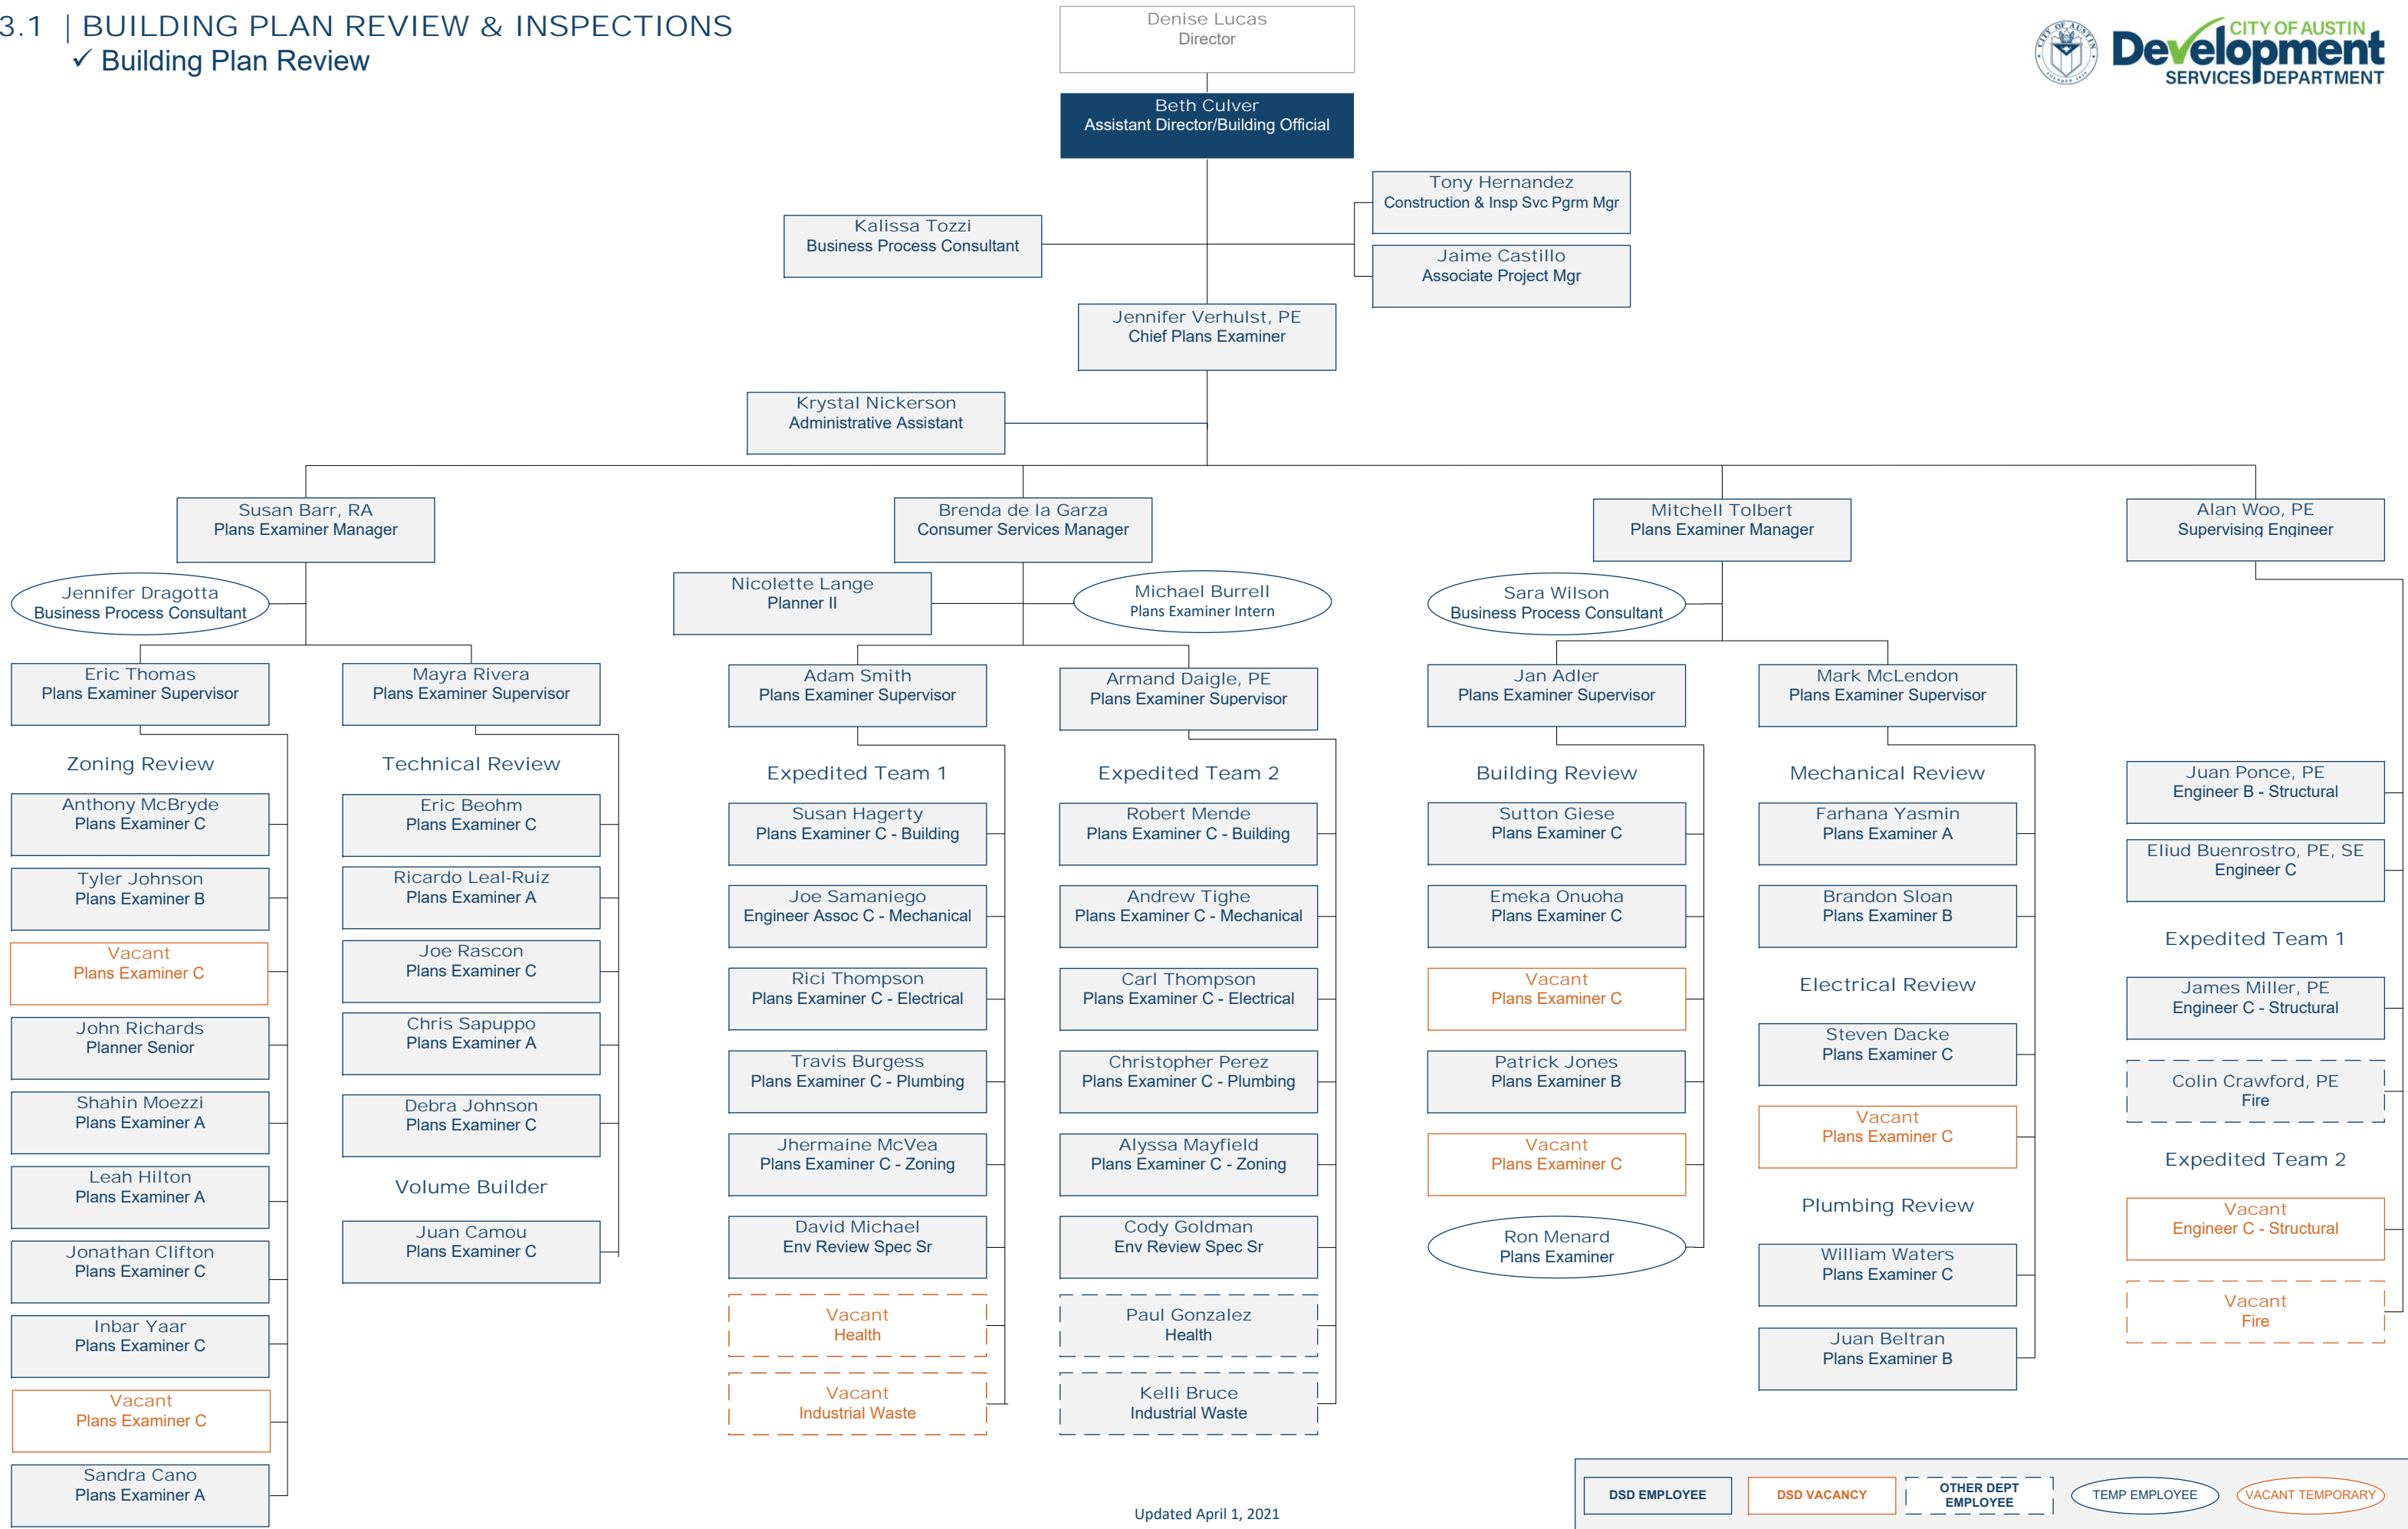 3.1 | BUILDING PLAN REVIEW & INSPECTIONS
✓ Building Plan Review
CITY OF AUSTIN
Development
SERVICES DEPARTMENT
Denise Lucas
Director
Beth Culver
Assistant Director/Building Official
Tony Hernandez
Construction & Insp Svc Pgrm Mgr
Kalissa Tozzi
Business Process Consultant
Jaime Castillo
Associate Project Mgr
Jennifer Verhulst, PE
Chief Plans Examiner
Krystal Nickerson
Administrative Assistant
Susan Barr, RA
Plans Examiner Manager
Jennifer Dragotta
Business Process Consultant
Eric Thomas
Plans Examiner Supervisor
Zoning Review
Anthony McBryde
Plans Examiner C
Tyler Johnson
Plans Examiner B
Vacant
Plans Examiner C
John Richards
Planner Senior
Shahin Moezzi
Plans Examiner A
Leah Hilton
Plans Examiner A
Jonathan Clifton
Plans Examiner C
Inbar Yaar
Plans Examiner C
Vacant
Plans Examiner C
Sandra Cano
Plans Examiner A
Mayra Rivera
Plans Examiner Supervisor
Technical Review
Eric Beohm
Plans Examiner C
Ricardo Leal-Ruiz
Plans Examiner A
Joe Rascon
Plans Examiner C
Chris Sapuppo
Plans Examiner A
Debra Johnson
Plans Examiner C
Volume Builder
Juan Camou
Plans Examiner C
Brenda de la Garza
Consumer Services Manager
Nicolette Lange
Planner II
Michael Burrell
Plans Examiner Intern
Adam Smith
Plans Examiner Supervisor
Expedited Team 1
Susan Hagerty
Plans Examiner C - Building
Joe Samaniego
Engineer Assoc C - Mechanical
Rici Thompson
Plans Examiner C - Electrical
Travis Burgess
Plans Examiner C - Plumbing
Jhermaine McVea
Plans Examiner C - Zoning
David Michael
Env Review Spec Sr
Vacant
Health
Vacant
Industrial Waste
Armand Daigle, PE
Plans Examiner Supervisor
Expedited Team 2
Robert Mende
Plans Examiner C - Building
Andrew Tighe
Plans Examiner C - Mechanical
Carl Thompson
Plans Examiner C - Electrical
Christopher Perez
Plans Examiner C - Plumbing
Alyssa Mayfield
Plans Examiner C - Zoning
Cody Goldman
Env Review Spec Sr
Paul Gonzalez
Health
Kelli Bruce
Industrial Waste
Mitchell Tolbert
Plans Examiner Manager
Sara Wilson
Business Process Consultant
Jan Adler
Plans Examiner Supervisor
Building Review
Sutton Giese
Plans Examiner C
Emeka Onuoha
Plans Examiner C
Vacant
Plans Examiner C
Patrick Jones
Plans Examiner B
Vacant
Plans Examiner C
Ron Menard
Plans Examiner
Mark McLendon
Plans Examiner Supervisor
Mechanical Review
Farhana Yasmin
Plans Examiner A
Brandon Sloan
Plans Examiner B
Electrical Review
Steven Dacke
Plans Examiner C
Vacant
Plans Examiner C
Plumbing Review
William Waters
Plans Examiner C
Juan Beltran
Plans Examiner B
Alan Woo, PE
Supervising Engineer
Juan Ponce, PE
Engineer B - Structural
Eliud Buenrostro, PE, SE
Engineer C
Expedited Team 1
James Miller, PE
Engineer C - Structural
Colin Crawford, PE
Fire
Expedited Team 2
Vacant
Engineer C - Structural
Vacant
Fire
Updated April 1, 2021
DSD EMPLOYEE
DSD VACANCY
OTHER DEPT
EMPLOYEE
TEMP EMPLOYEE
VACANT TEMPORARY